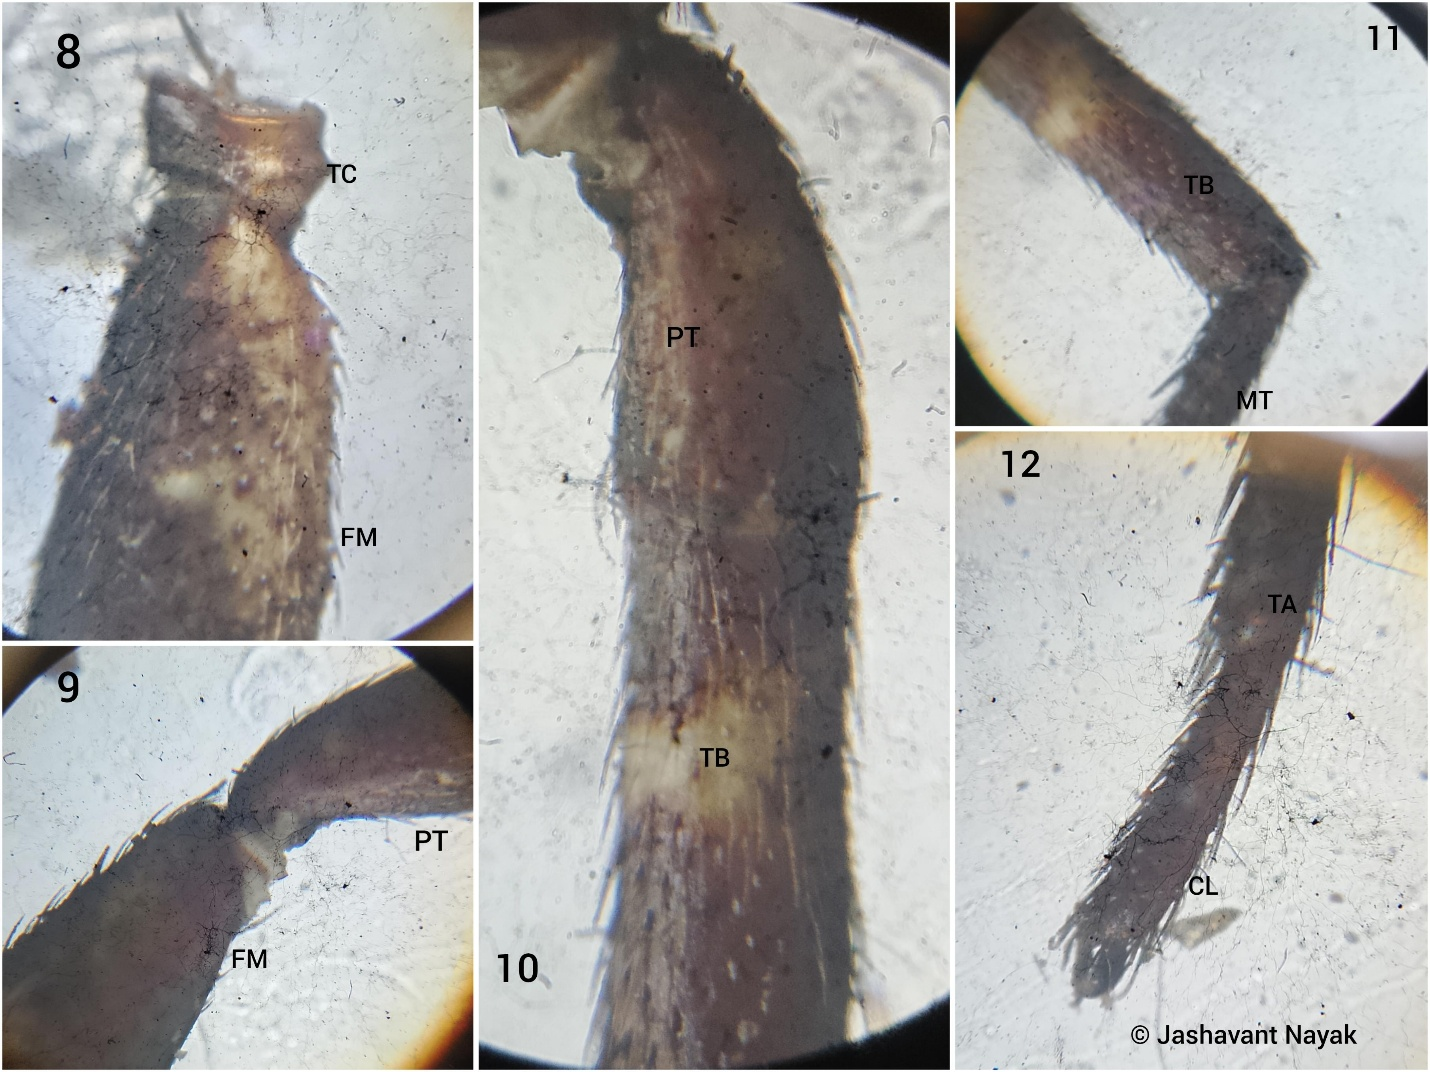 8
TC
FM
9
PT
FM
PT
TB
10
11
TB
MT
12
TA
CL
© Jashavant Nayak